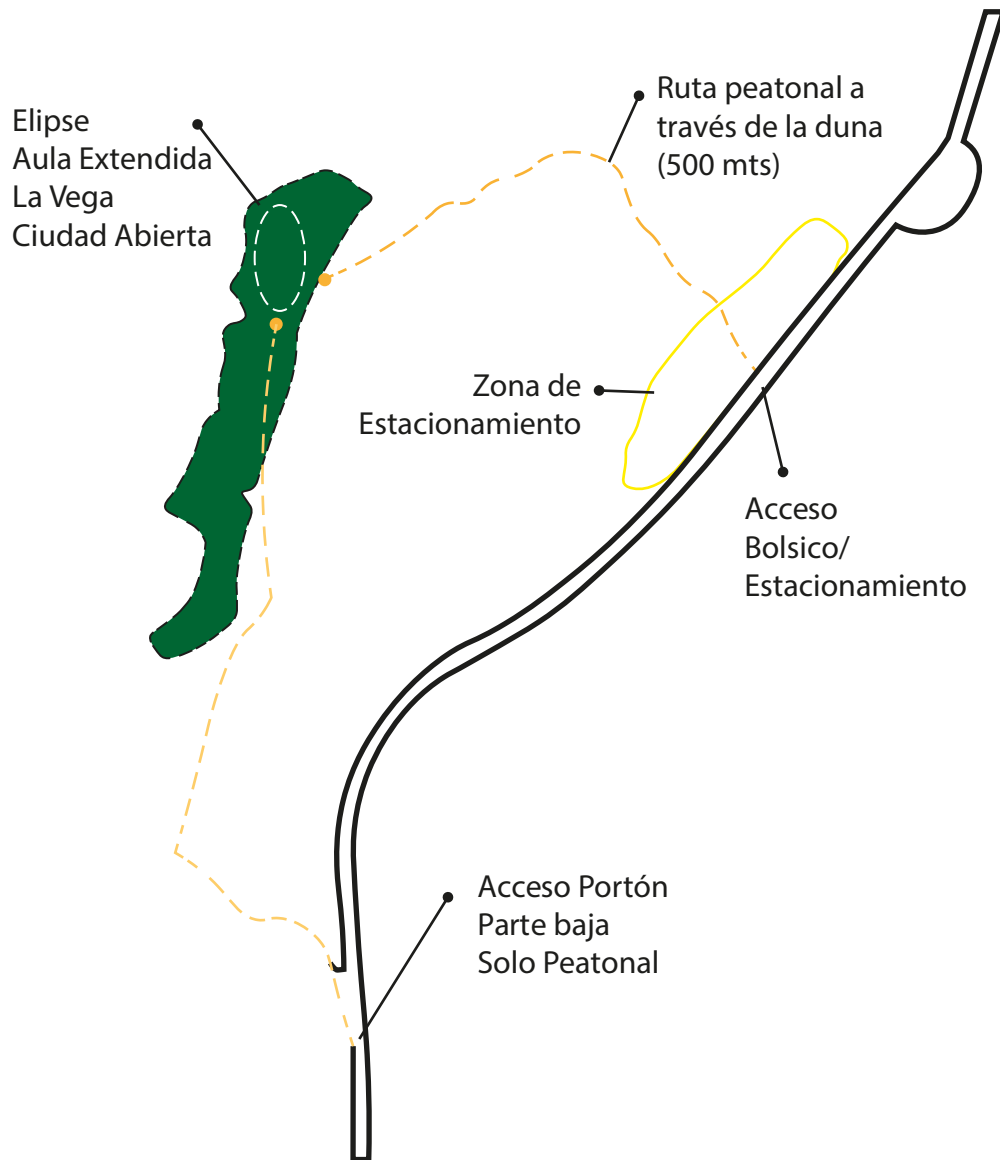 Elipse
Aula Extendida
La Vega
Ciudad Abierta
Ruta peatonal a
través de la duna
(500 mts)
Zona de
Estacionamiento
Acceso
Bolsico/
Estacionamiento
Acceso Portón
Parte baja
Solo Peatonal